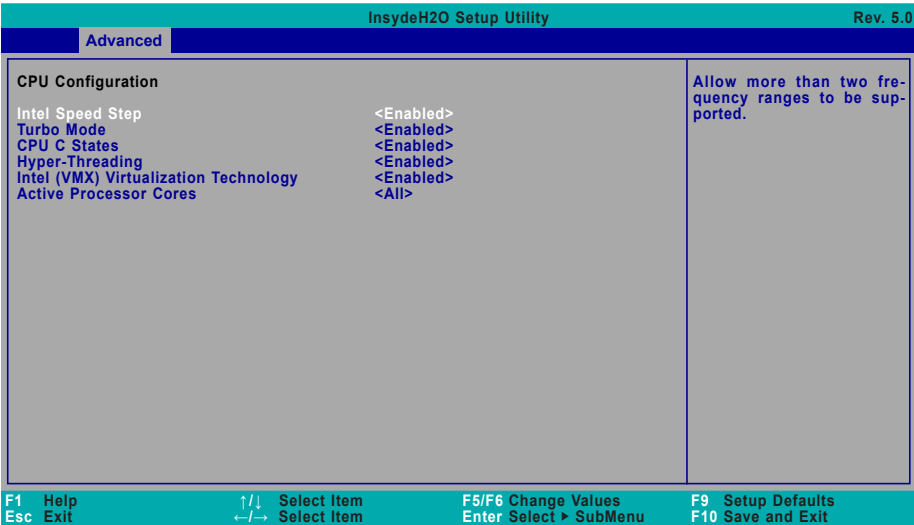 InsydeH2O Setup Utility Rev. 5.0
Advanced
CPU Configuration
Intel Speed Step <Enabled>
Turbo Mode <Enabled>
CPU C States <Enabled>
Hyper-Threading <Enabled>
Intel (VMX) Virtualization Technology <Enabled>
Active Processor Cores <All>
Allow more than two fre-
quency ranges to be sup-
ported.
F1 Help ↑/↓ Select Item F5/F6 Change Values F9 Setup Defaults
Esc Exit ←/→ Select Item Enter Select ▶ SubMenu F10 Save and Exit